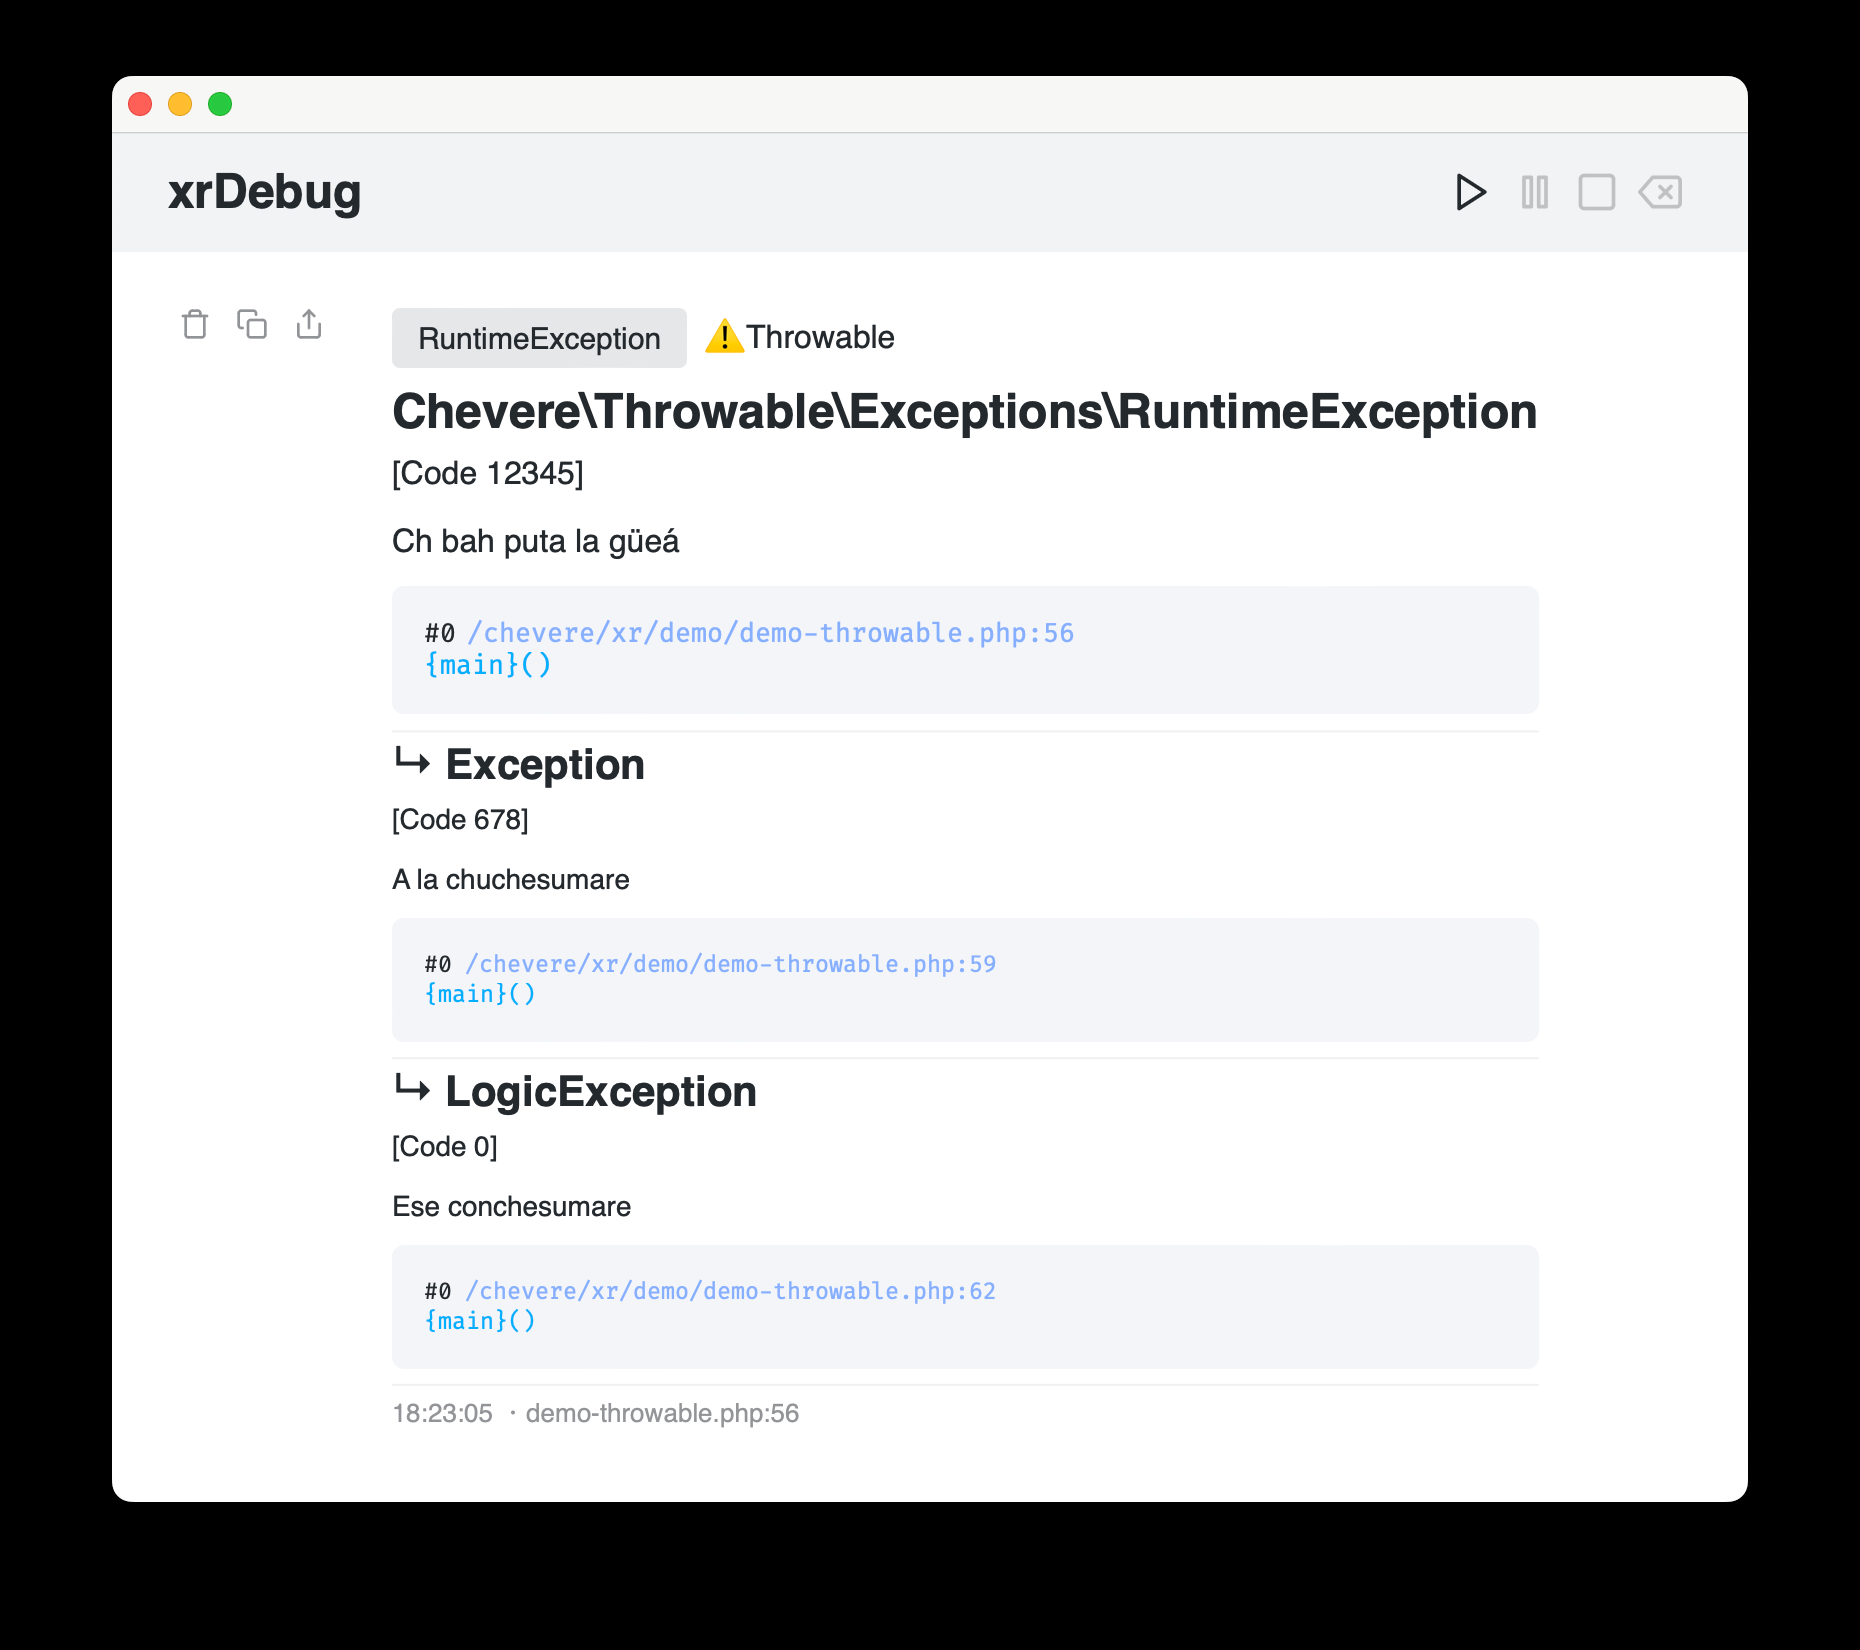 xrDebug
RuntimeException ⚠️Throwable
Chevere\Throwable\Exceptions\RuntimeException
[Code 12345]
Ch bah puta la güeá
#0 /chevere/xr/demo/demo-throwable.php:56
{main}()
↳ Exception
[Code 678]
A la chuchesumare
#0 /chevere/xr/demo/demo-throwable.php:59
{main}()
↳ LogicException
[Code 0]
Ese conchesumare
#0 /chevere/xr/demo/demo-throwable.php:62
{main}()
18:23:05 · demo-throwable.php:56